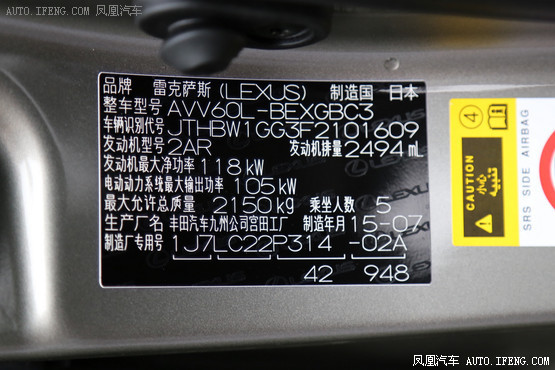 AUTO.IFENG.COM 凤凰汽车
品牌 雷克萨斯(LEXUS) 制造国 日本
整车型号 AVV60L-BEXGBC3
车辆识别代号 JTHBW1GG3F2101609
发动机型号 2AR 发动机排量 2494 mL
发动机最大净功率 118 kW
电动动力系统最大输出功率 105 kW
最大允许总质量 2150 kg 乘坐人数 5
生产厂名 丰田汽车九州公司宫田工厂 制造年月 15-07
制造厂专用号 1J7LC22P314 -02A
42 948
CAUTION
SRS SIDE AIRBAG
凤凰汽车 AUTO.IFENG.COM